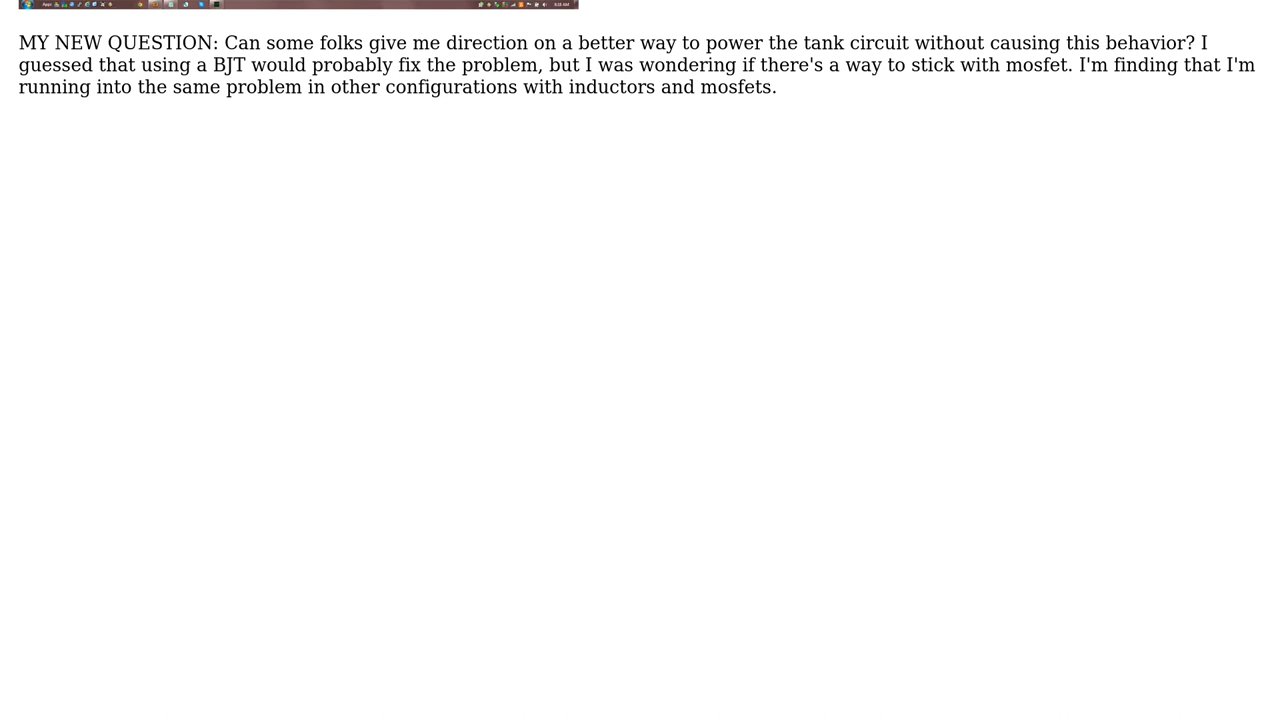 Apps
MY NEW QUESTION: Can some folks give me direction on a better way to power the tank circuit without causing this behavior? I
guessed that using a BJT would probably fix the problem, but I was wondering if there's a way to stick with mosfet. I'm finding that I'm
running into the same problem in other configurations with inductors and mosfets.